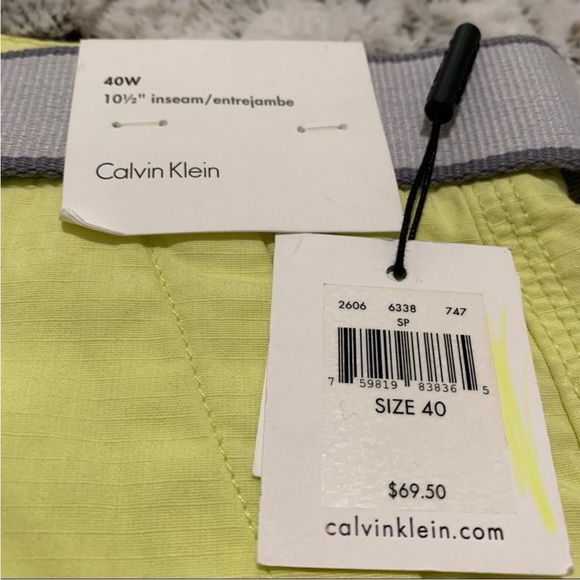 40W
10½" inseam/entrejambe
Calvin Klein
2606 6338 747
SP
7 59819 83836 5
SIZE 40
$69.50
calvinklein.com